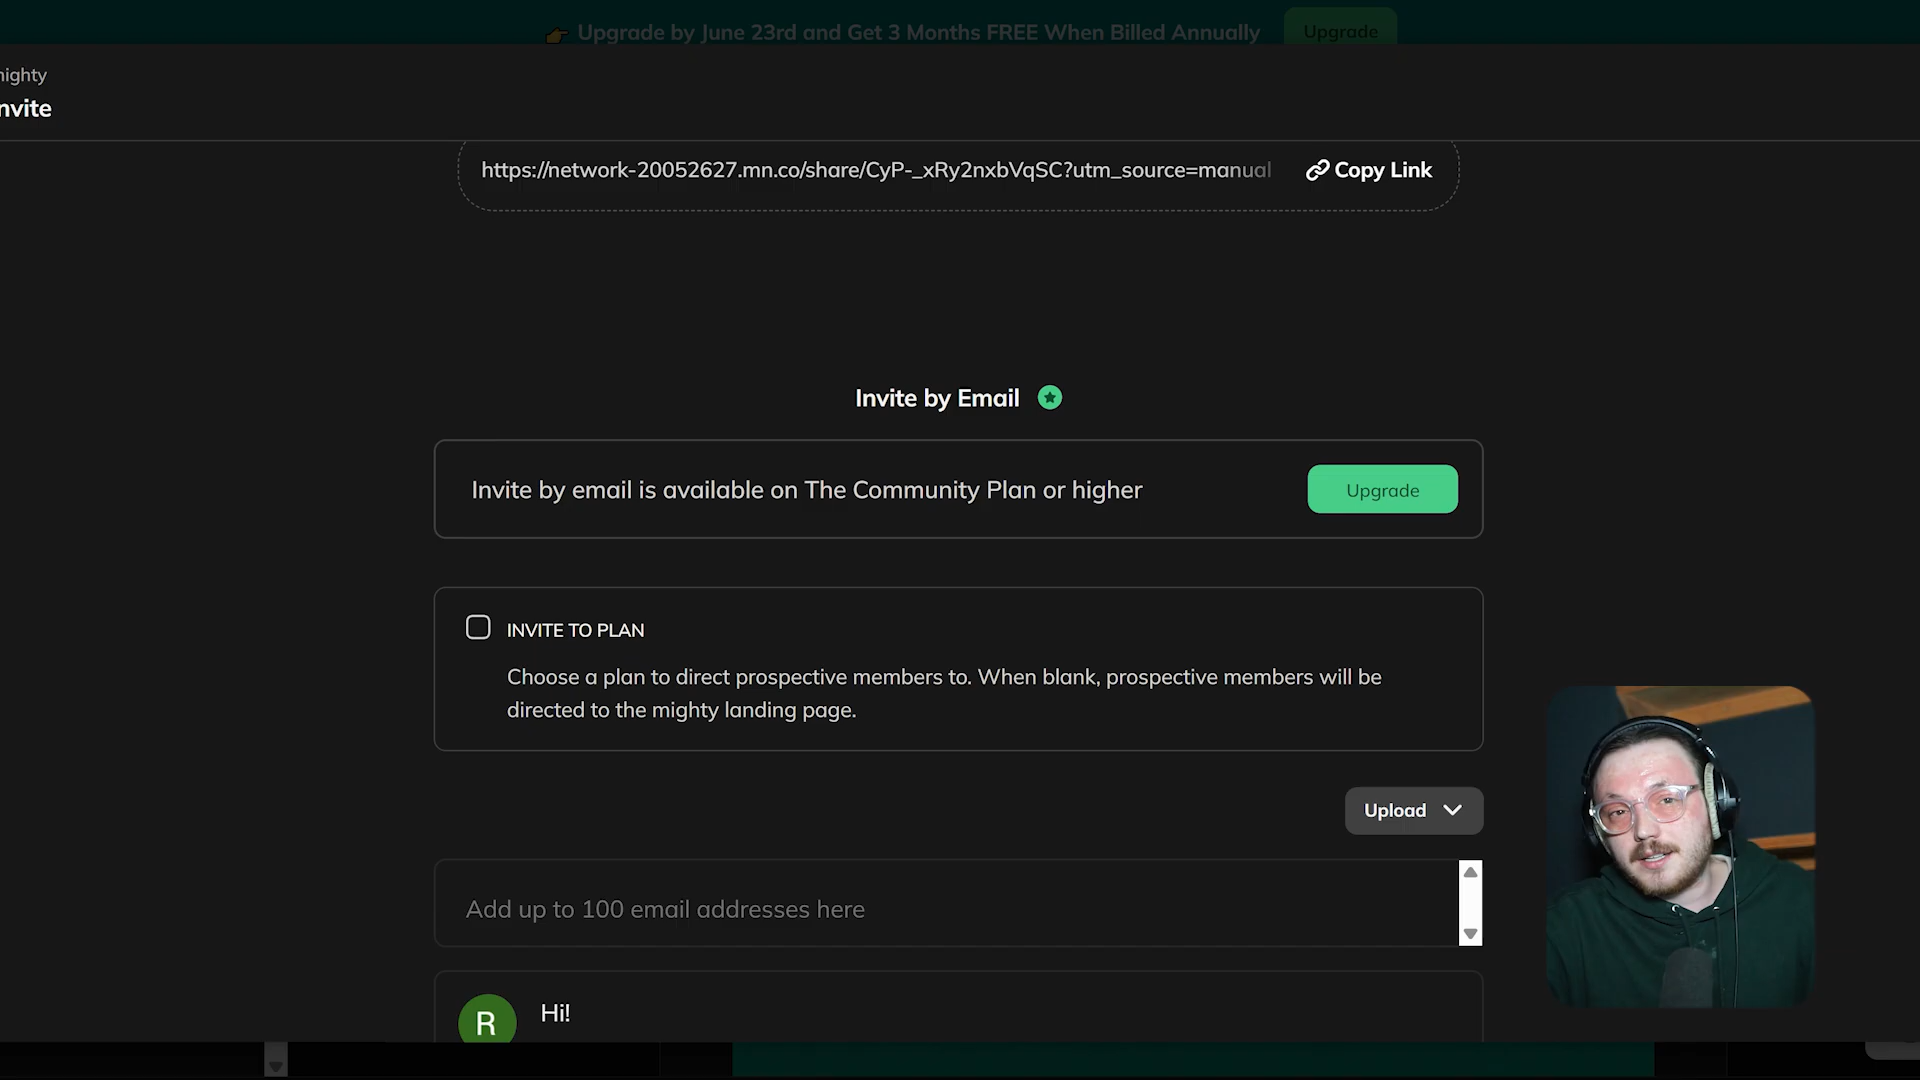 Upgrade by June 23rd and Get 3 Months FREE When Billed Annually
Upgrade
mighty
nvite
https://network-20052627.mn.co/share/CyP-_xRy2nxbVqSC?utm_source=manual
Copy Link
Invite by Email
Invite by email is available on The Community Plan or higher
Upgrade
INVITE TO PLAN
Choose a plan to direct prospective members to. When blank, prospective members will be
directed to the mighty landing page.
Upload
Add up to 100 email addresses here
R
Hi!